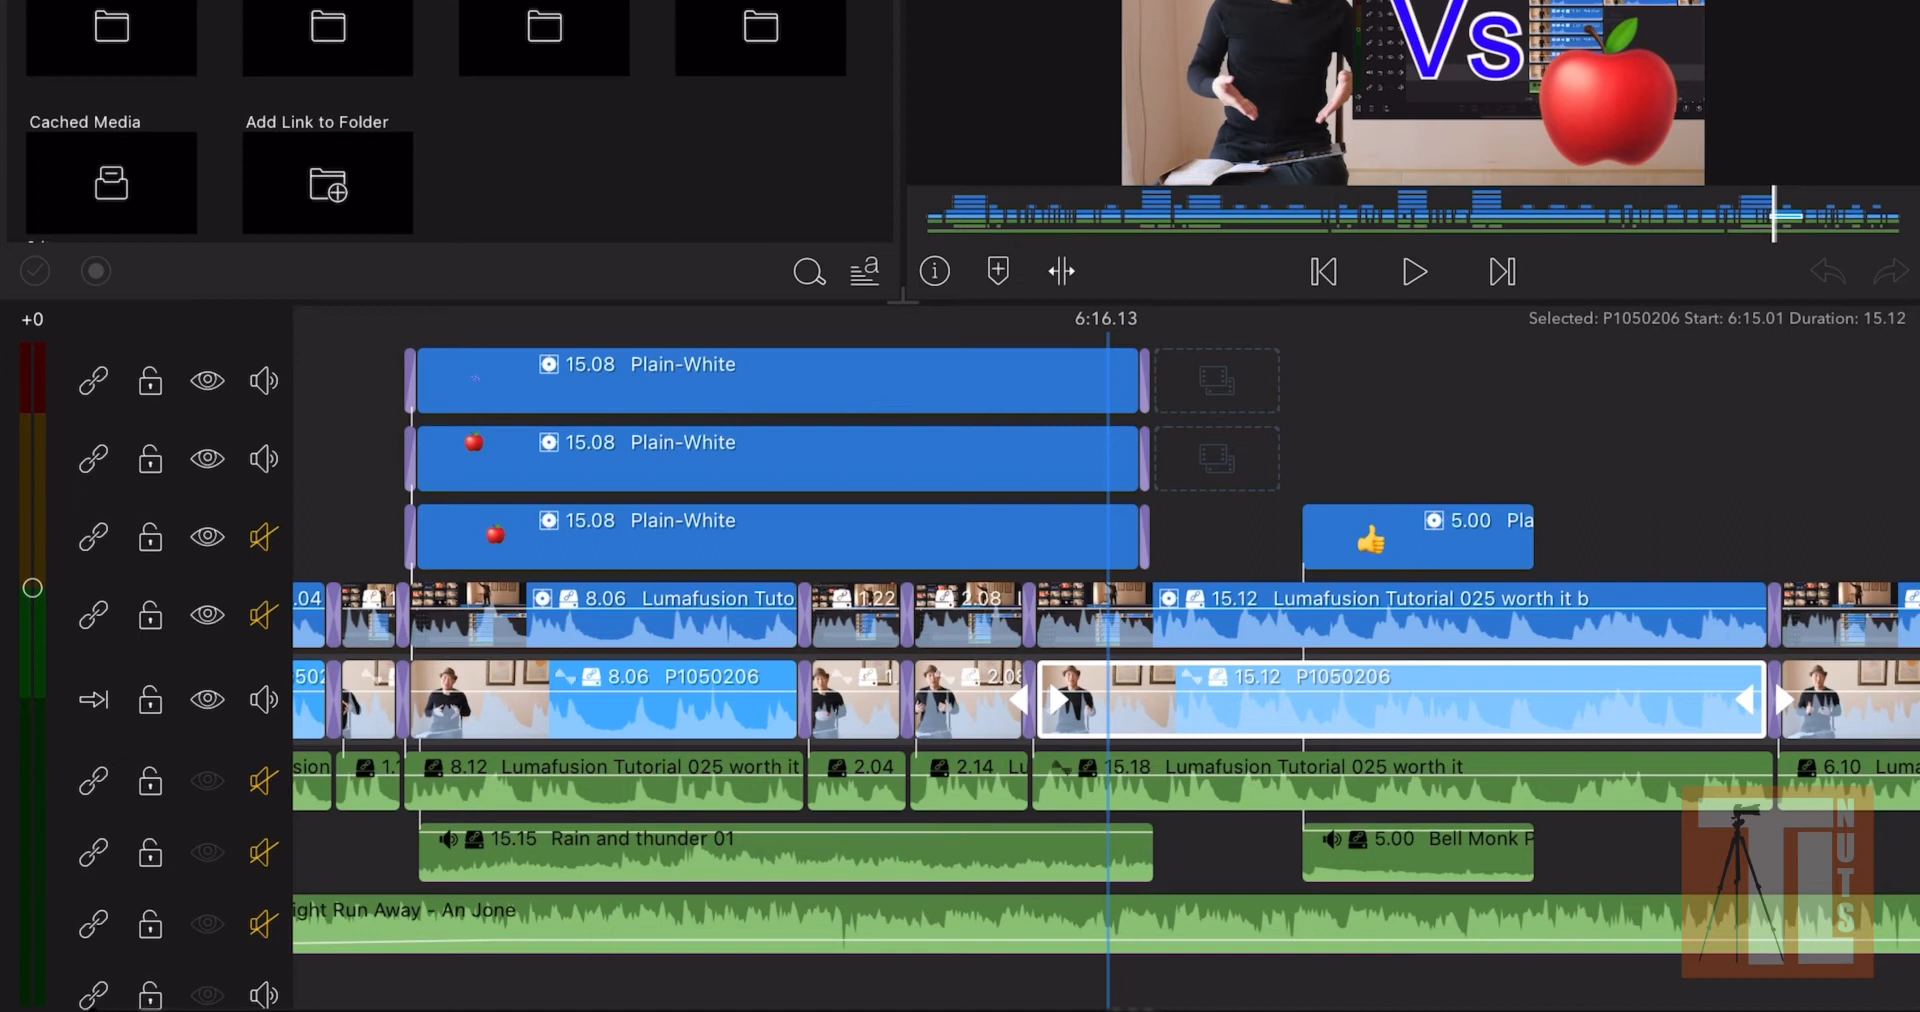 Vs
Cached Media
Add Link to Folder
+0
6:16.13
Selected: P1050206 Start: 6:15.01 Duration: 15.12
15.08 Plain-White
15.08 Plain-White
15.08 Plain-White
5.00 Pla
.04
1.22
2.08
8.06 Lumafusion Tuto
15.12 Lumafusion Tutorial 025 worth it b
8.06 P1050206
15.12 P1050206
sion
8.12 Lumafusion Tutorial 025 worth it
2.04
2.14 Lu
15.18 Lumafusion Tutorial 025 worth it
6.10 Luma
15.15 Rain and thunder 01
5.00 Bell Monk P
ight Run Away - An Jone
NUTS